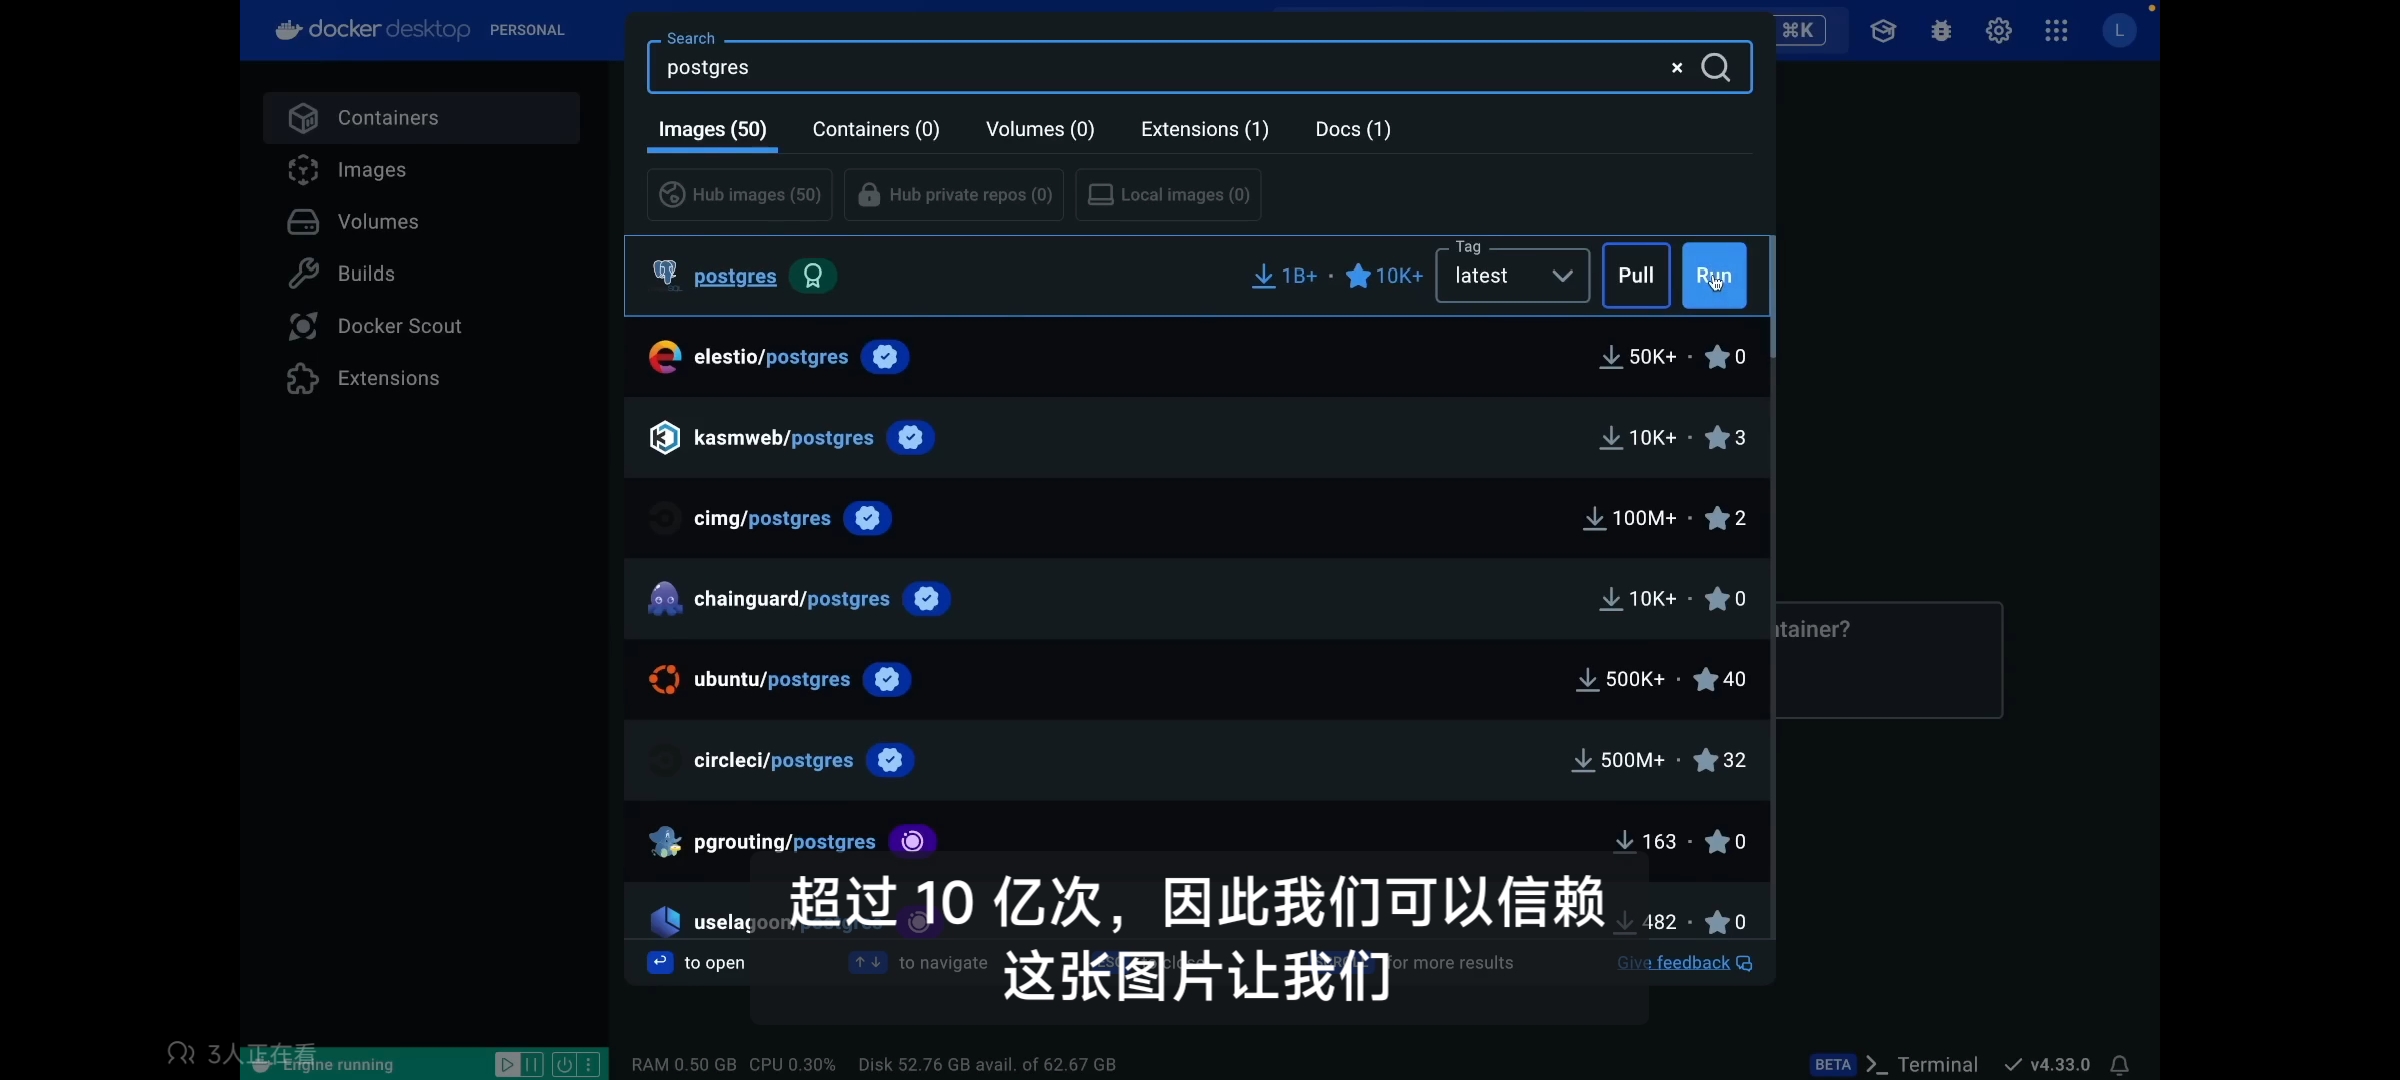 docker desktop PERSONAL
⌘K
L
Search
postgres
Images (50) Containers (0) Volumes (0) Extensions (1) Docs (1)
Hub images (50) Hub private repos (0) Local images (0)
Containers
Images
Volumes
Builds
Docker Scout
Extensions
postgres 1B+ · 10K+ Tag latest Pull Run
elestio/postgres 50K+ · 0
kasmweb/postgres 10K+ · 3
cimg/postgres 100M+ · 2
chainguard/postgres 10K+ · 0
ubuntu/postgres 500K+ · 40
circleci/postgres 500M+ · 32
pgrouting/postgres 163 · 0
uselagoon/postgres 482 · 0
ntainer?
超过 10 亿次，因此我们可以信赖
这张图片让我们
to open to navigate ESC to close SCROLL for more results Give feedback
3人正在看
Engine running RAM 0.50 GB CPU 0.30% Disk 52.76 GB avail. of 62.67 GB BETA Terminal v4.33.0